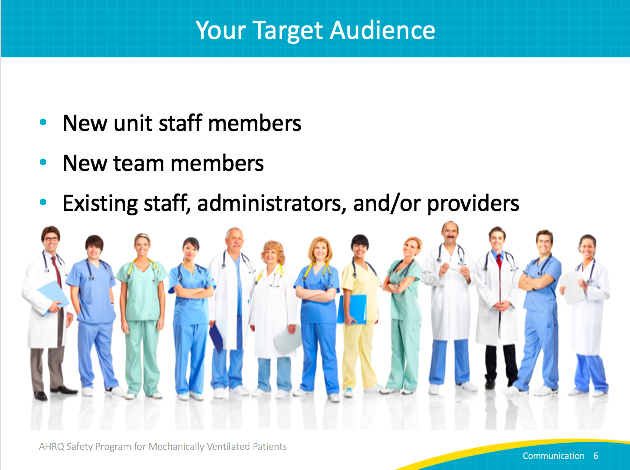 Your Target Audience
• New unit staff members
• New team members
• Existing staff, administrators, and/or providers
AHRQ Safety Program for Mechanically Ventilated Patients
Communication 6